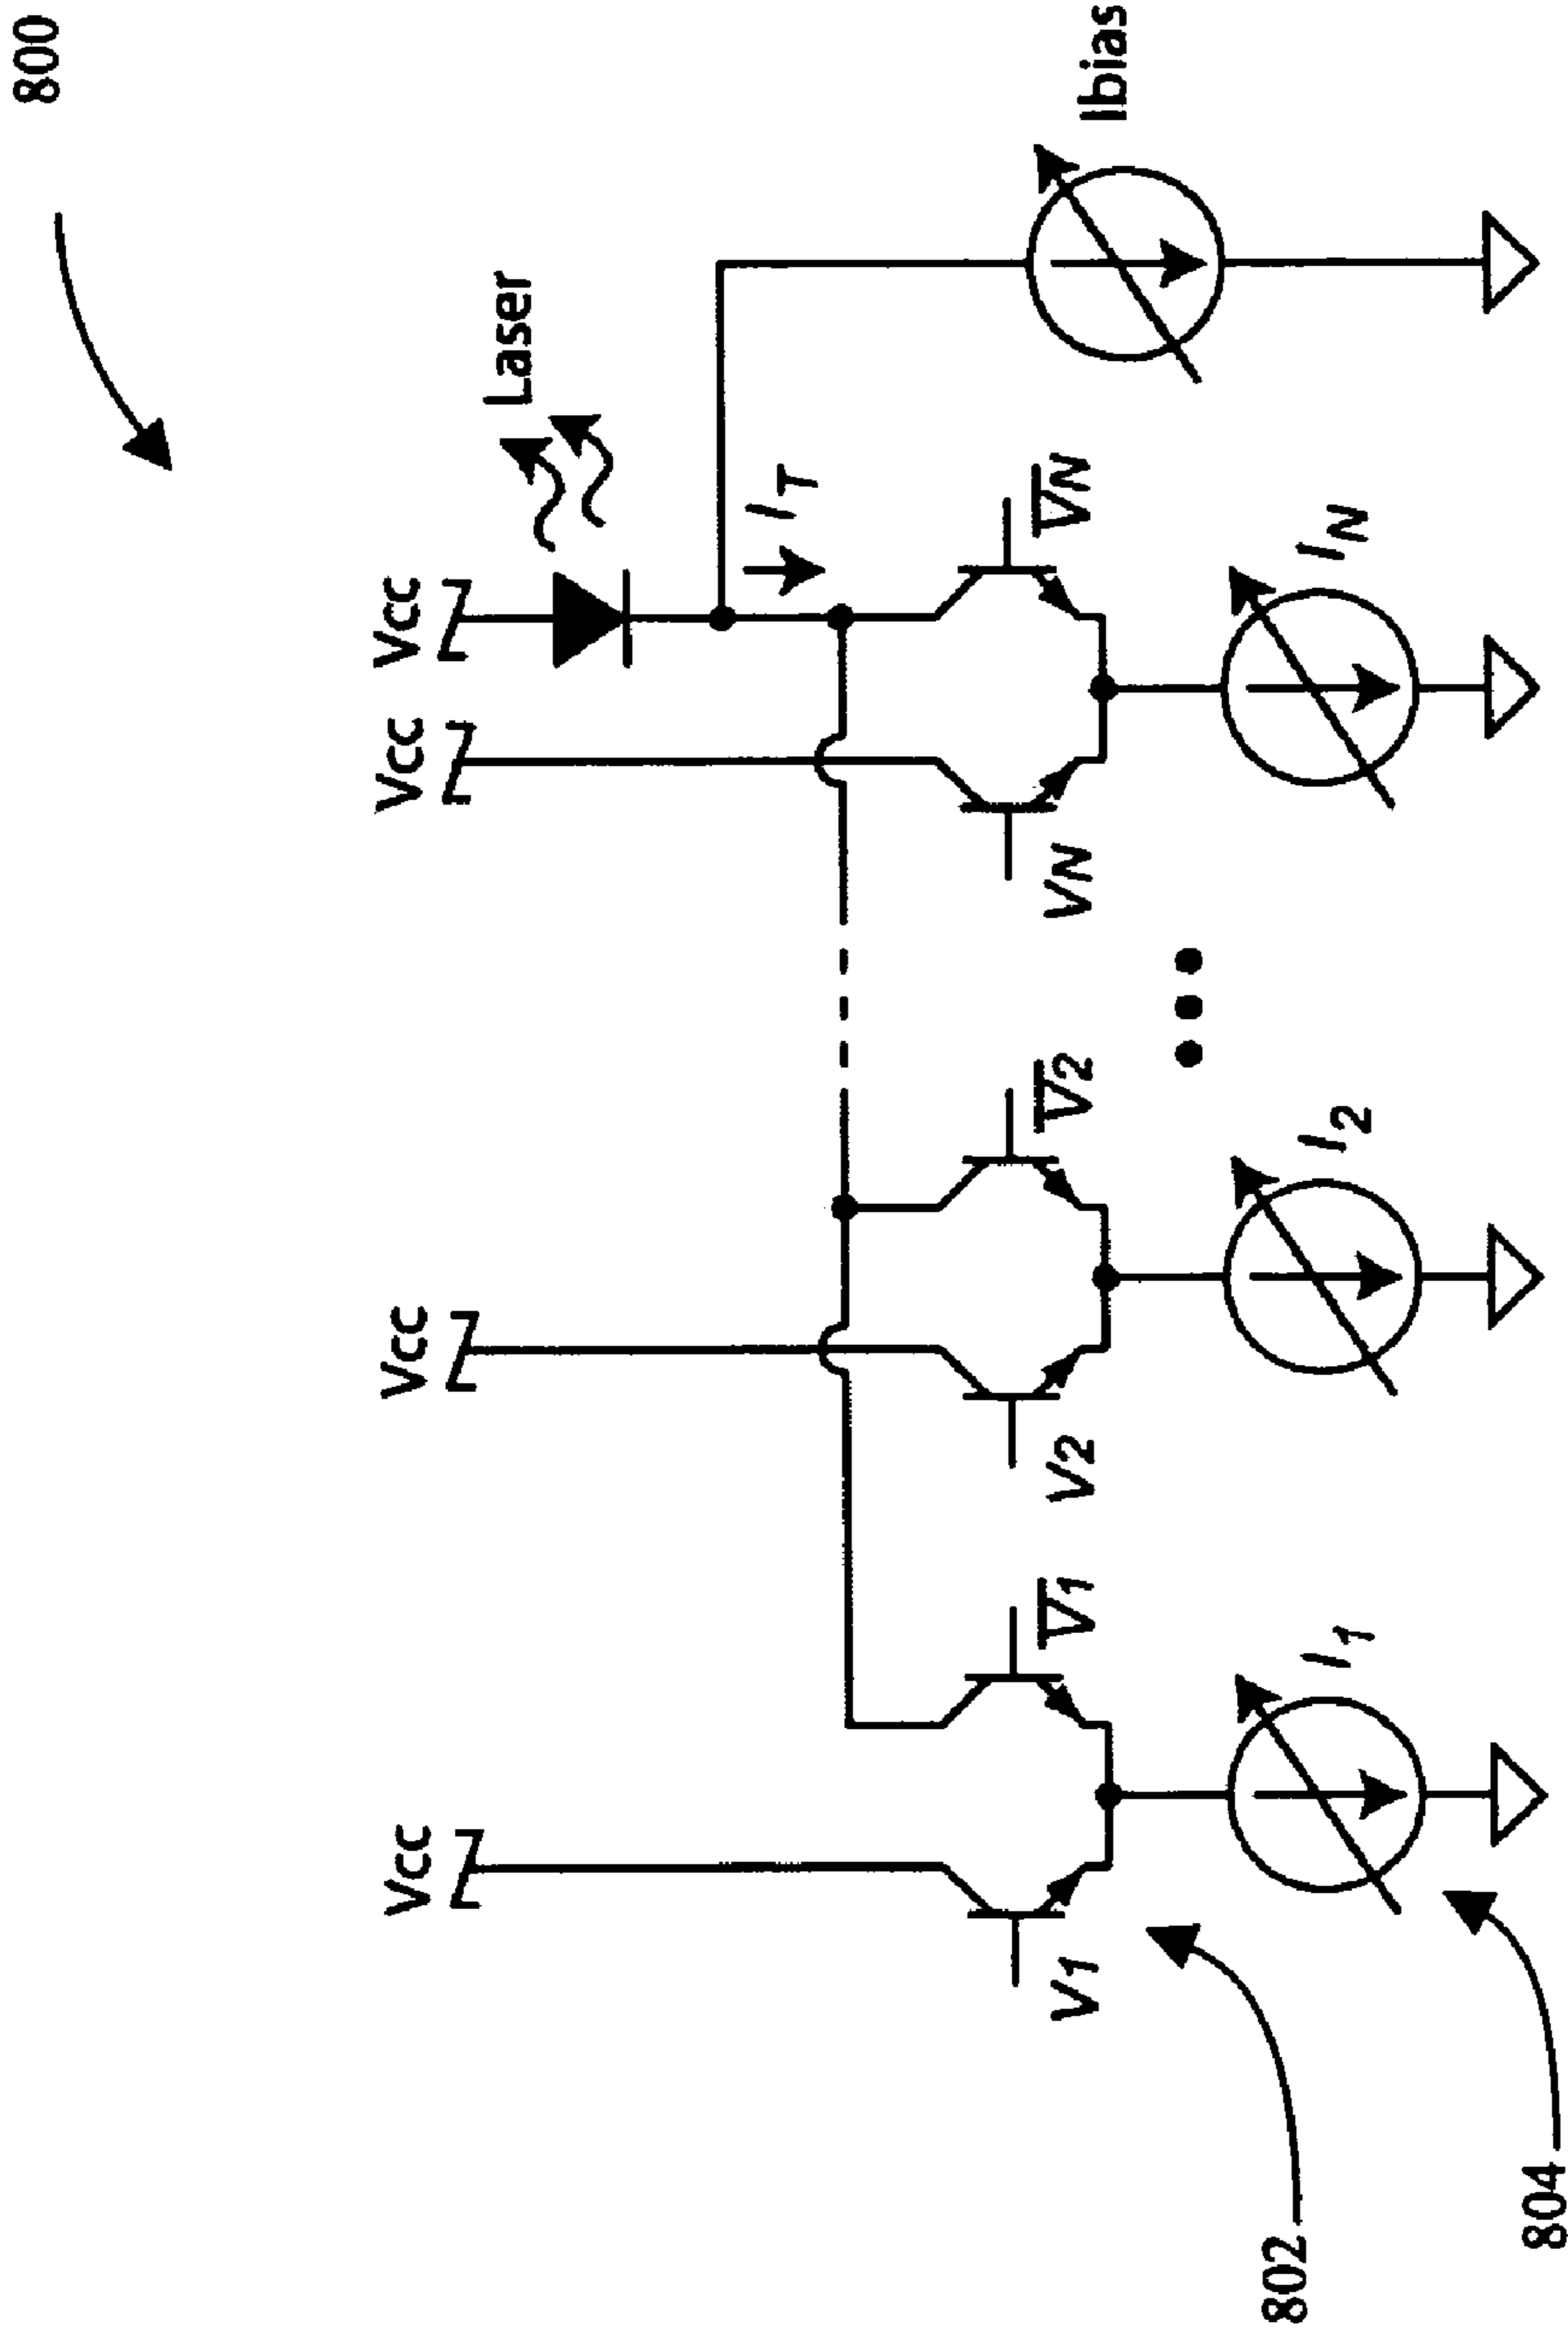 800
Vcc
Vcc
Vcc
Vcc
Laser
I_T
Ibias
V1
V̅1̅
V2
V̅2̅
VN
V̅N̅
I_1
I_2
I_N
802
804